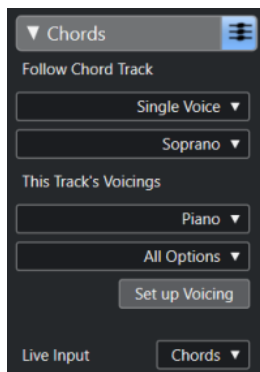 Chords
Follow Chord Track
Single Voice
Soprano
This Track's Voicings
Piano
All Options
Set up Voicing
Live Input Chords